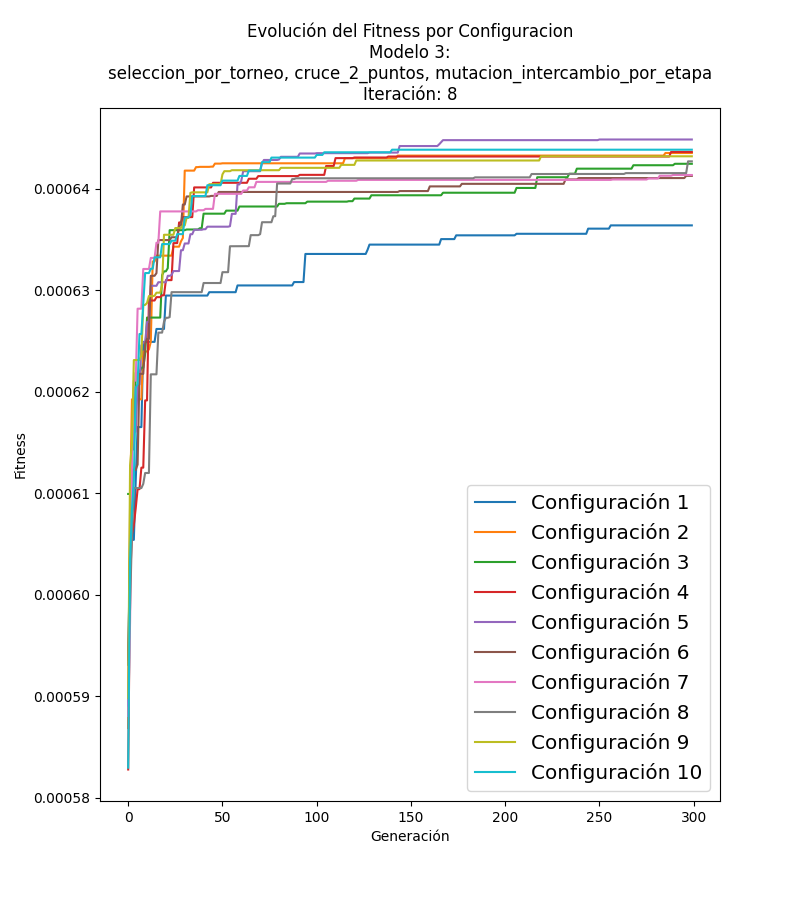 Evolución del Fitness por Configuracion
Modelo 3:
seleccion_por_torneo, cruce_2_puntos, mutacion_intercambio_por_etapa
Iteración: 8
Fitness
0.00064
0.00063
0.00062
0.00061
0.00060
0.00059
0.00058
Configuración 1
Configuración 2
Configuración 3
Configuración 4
Configuración 5
Configuración 6
Configuración 7
Configuración 8
Configuración 9
Configuración 10
0 50 100 150 200 250 300
Generación